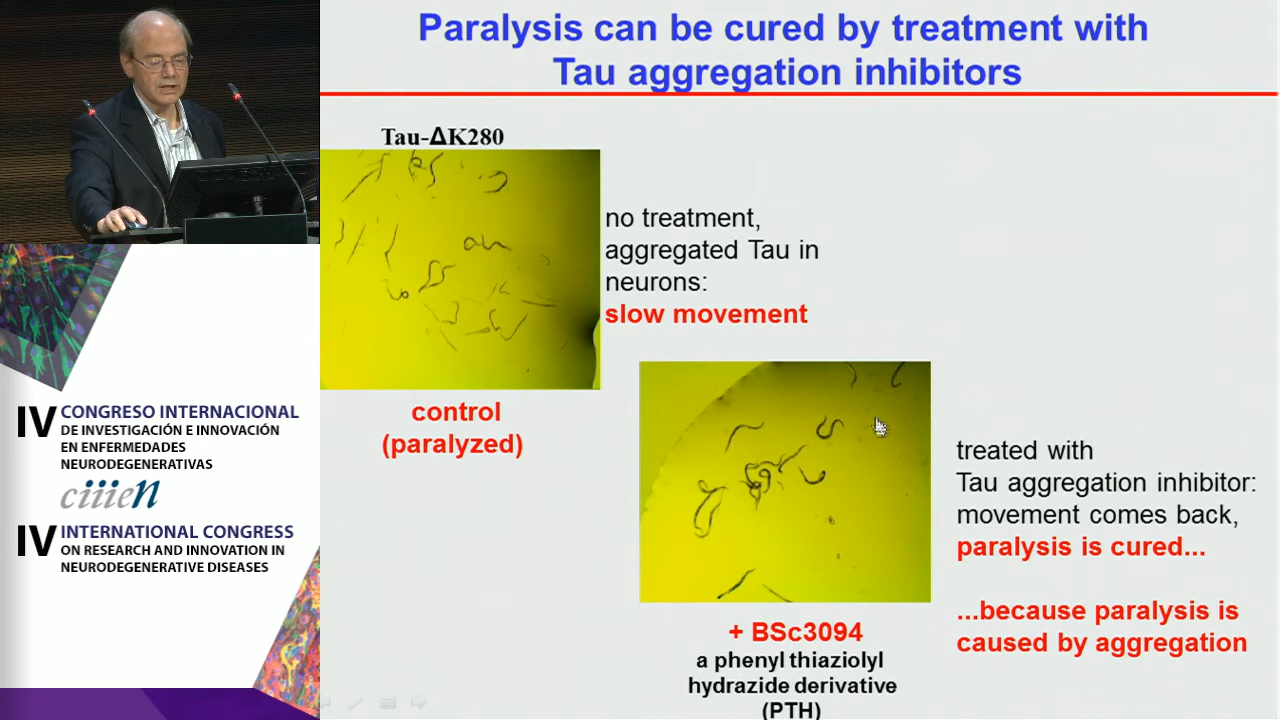 Paralysis can be cured by treatment with
Tau aggregation inhibitors
Tau-ΔK280
no treatment,
aggregated Tau in
neurons:
slow movement
control
(paralyzed)
treated with
Tau aggregation inhibitor:
movement comes back,
paralysis is cured...
...because paralysis is
caused by aggregation
+ BSc3094
a phenyl thiaziolyl
hydrazide derivative
(PTH)
IV CONGRESO INTERNACIONAL
DE INVESTIGACIÓN E INNOVACIÓN
EN ENFERMEDADES
NEURODEGENERATIVAS
ciiien
IV INTERNATIONAL CONGRESS
ON RESEARCH AND INNOVATION IN
NEURODEGENERATIVE DISEASES